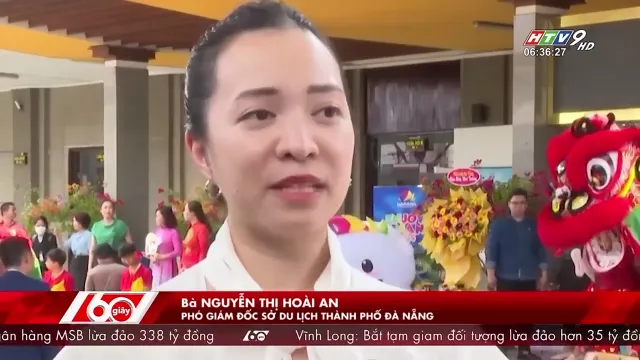 HTV9 HD
06:36:27
Bà NGUYỄN THỊ HOÀI AN
PHÓ GIÁM ĐỐC SỞ DU LỊCH THÀNH PHỐ ĐÀ NẴNG
60 giây
gân hàng MSB lừa đảo 338 tỷ đồng
Vĩnh Long: Bắt tạm giam đối tượng lừa đảo hơn 35 tỷ đồn